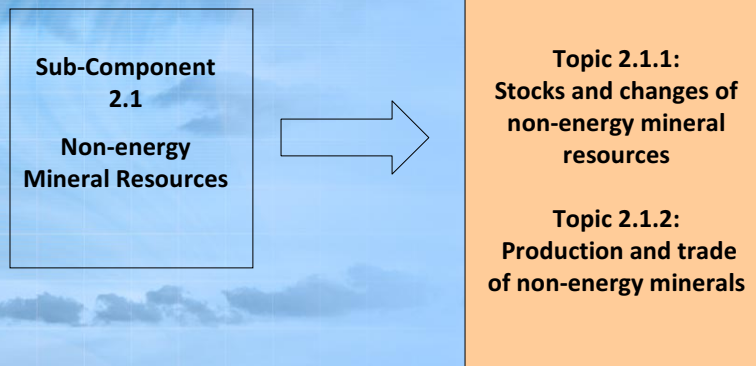 Sub-Component
2.1
Non-energy
Mineral Resources
Topic 2.1.1:
Stocks and changes of
non-energy mineral
resources
Topic 2.1.2:
Production and trade
of non-energy minerals